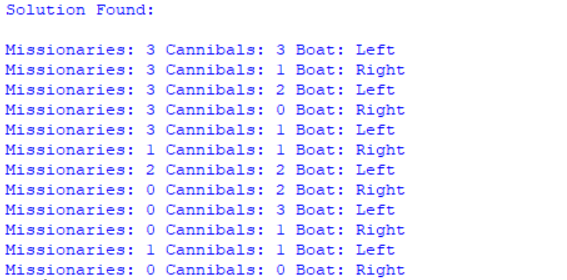 Solution Found:
Missionaries: 3 Cannibals: 3 Boat: Left
Missionaries: 3 Cannibals: 1 Boat: Right
Missionaries: 3 Cannibals: 2 Boat: Left
Missionaries: 3 Cannibals: 0 Boat: Right
Missionaries: 3 Cannibals: 1 Boat: Left
Missionaries: 1 Cannibals: 1 Boat: Right
Missionaries: 2 Cannibals: 2 Boat: Left
Missionaries: 0 Cannibals: 2 Boat: Right
Missionaries: 0 Cannibals: 3 Boat: Left
Missionaries: 0 Cannibals: 1 Boat: Right
Missionaries: 1 Cannibals: 1 Boat: Left
Missionaries: 0 Cannibals: 0 Boat: Right